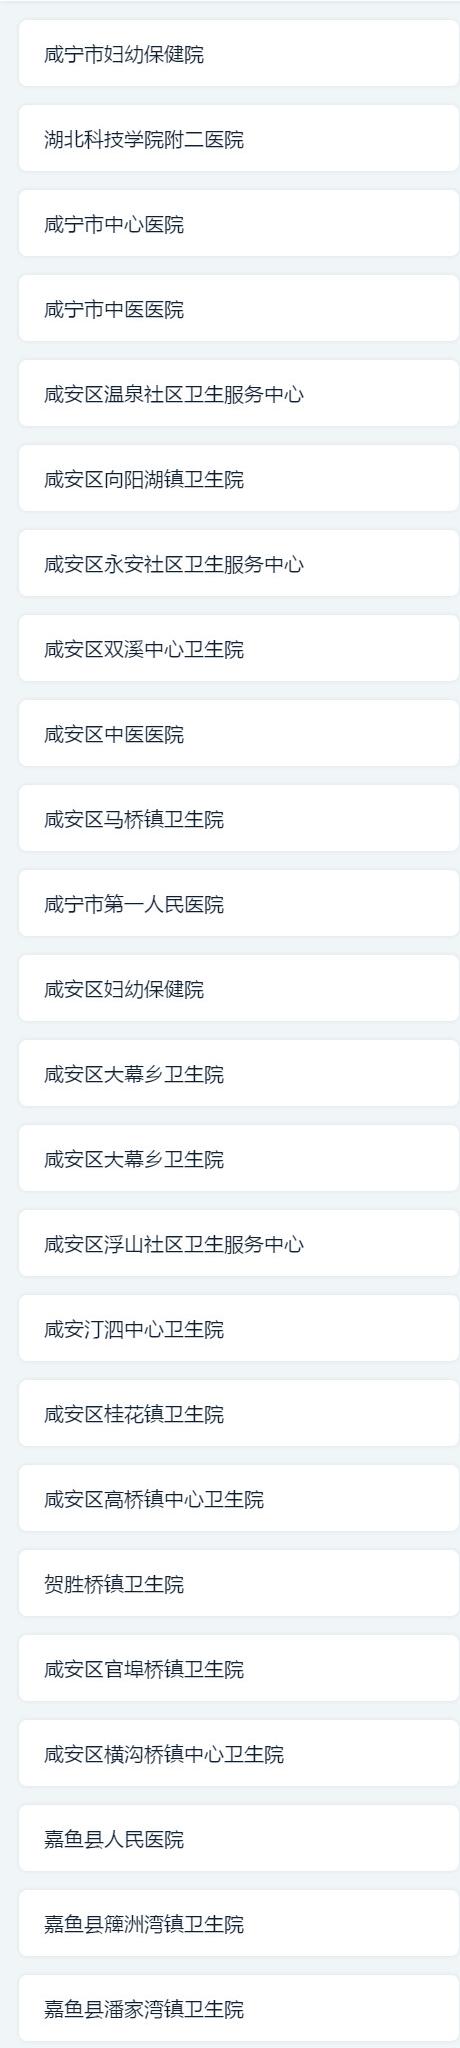 咸宁市妇幼保健院
湖北科技学院附二医院
咸宁市中心医院
咸宁市中医医院
咸安区温泉社区卫生服务中心
咸安区向阳湖镇卫生院
咸安区永安社区卫生服务中心
咸安区双溪中心卫生院
咸安区中医医院
咸安区马桥镇卫生院
咸宁市第一人民医院
咸安区妇幼保健院
咸安区大幕乡卫生院
咸安区大幕乡卫生院
咸安区浮山社区卫生服务中心
咸安汀泗中心卫生院
咸安区桂花镇卫生院
咸安区高桥镇中心卫生院
贺胜桥镇卫生院
咸安区官埠桥镇卫生院
咸安区横沟桥镇中心卫生院
嘉鱼县人民医院
嘉鱼县簰洲湾镇卫生院
嘉鱼县潘家湾镇卫生院